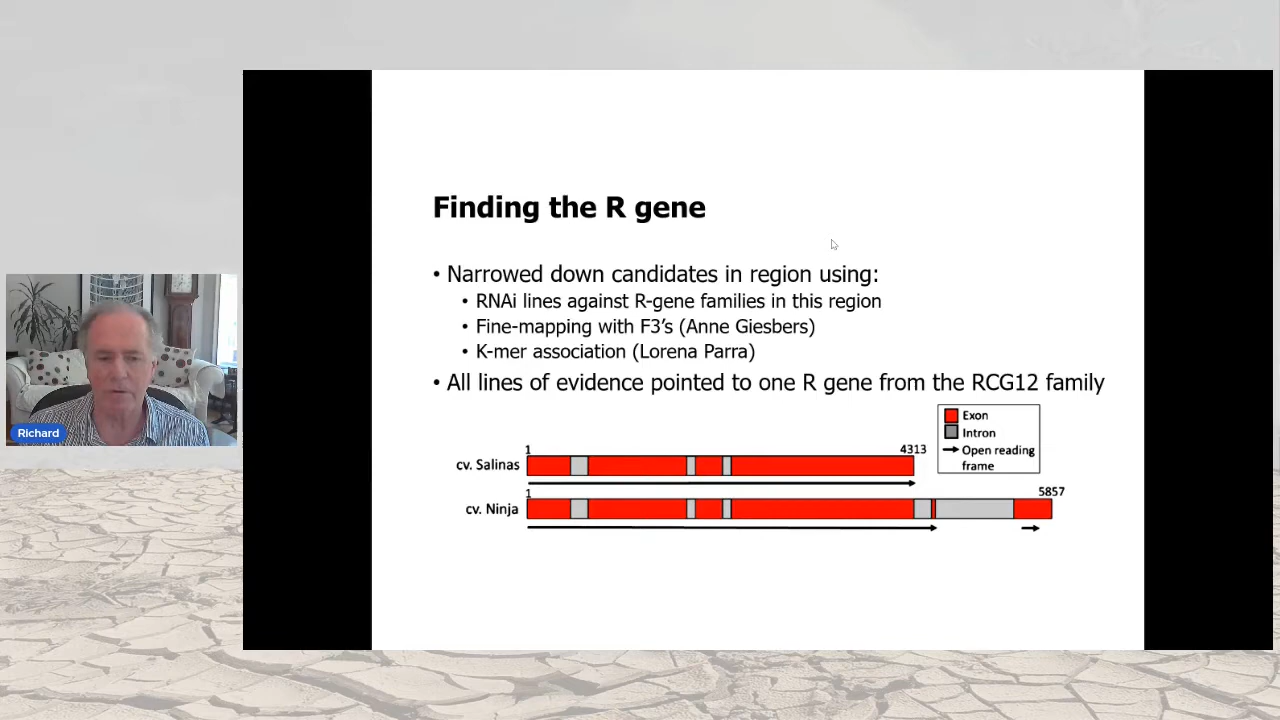 Finding the R gene
• Narrowed down candidates in region using:
• RNAi lines against R-gene families in this region
• Fine-mapping with F3's (Anne Giesbers)
• K-mer association (Lorena Parra)
• All lines of evidence pointed to one R gene from the RCG12 family
Exon
Intron
Open reading
frame
1
4313
cv. Salinas
1
5857
cv. Ninja
Richard